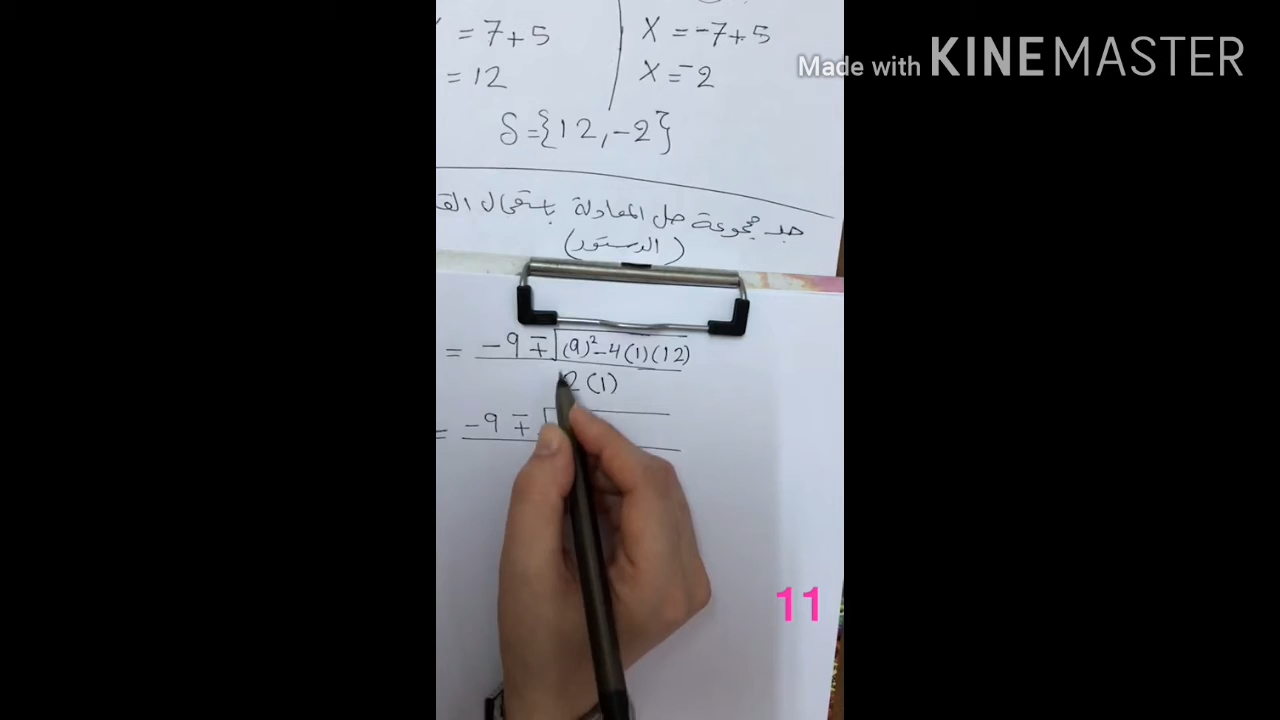 = 7+5
X = -7+5
Made with KINEMASTER
= 12
X = -2
S = {12, -2}
جد مجموعة حل المعادلة باستعمال الق
(الدستور)
= -9 ∓ √(9)² - 4(1)(12)
2(1)
= -9 ∓ √
11